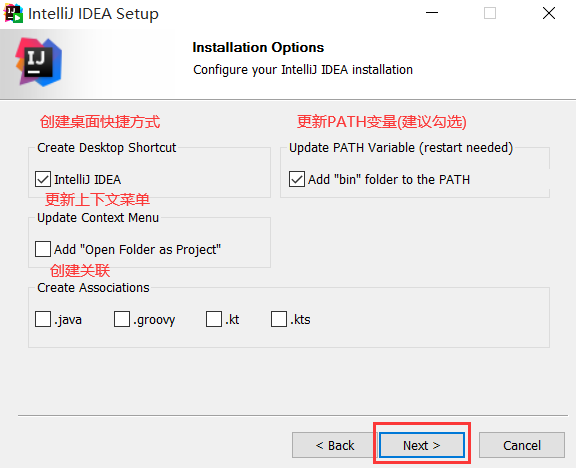 IntelliJ IDEA Setup
IJ
Installation Options
Configure your IntelliJ IDEA installation
创建桌面快捷方式
更新PATH变量(建议勾选)
Create Desktop Shortcut
Update PATH Variable (restart needed)
IntelliJ IDEA
Add "bin" folder to the PATH
更新上下文菜单
Update Context Menu
Add "Open Folder as Project"
创建关联
Create Associations
.java .groovy .kt .kts
< Back Next > Cancel